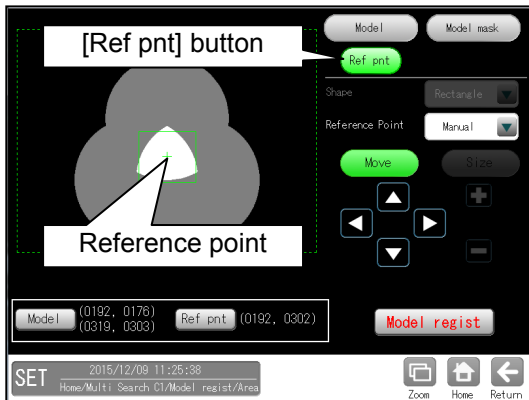 [Ref pnt] button
Model
Model mask
Ref pnt
Shape
Rectangle
Reference Point
Manual
Move
Size
Reference point
Model
(0192, 0176)
(0319, 0303)
Ref pnt
(0192, 0302)
Model regist
SET
2015/12/09 11:25:38
Home/Multi Search C1/Model regist/Area
Zoom
Home
Return